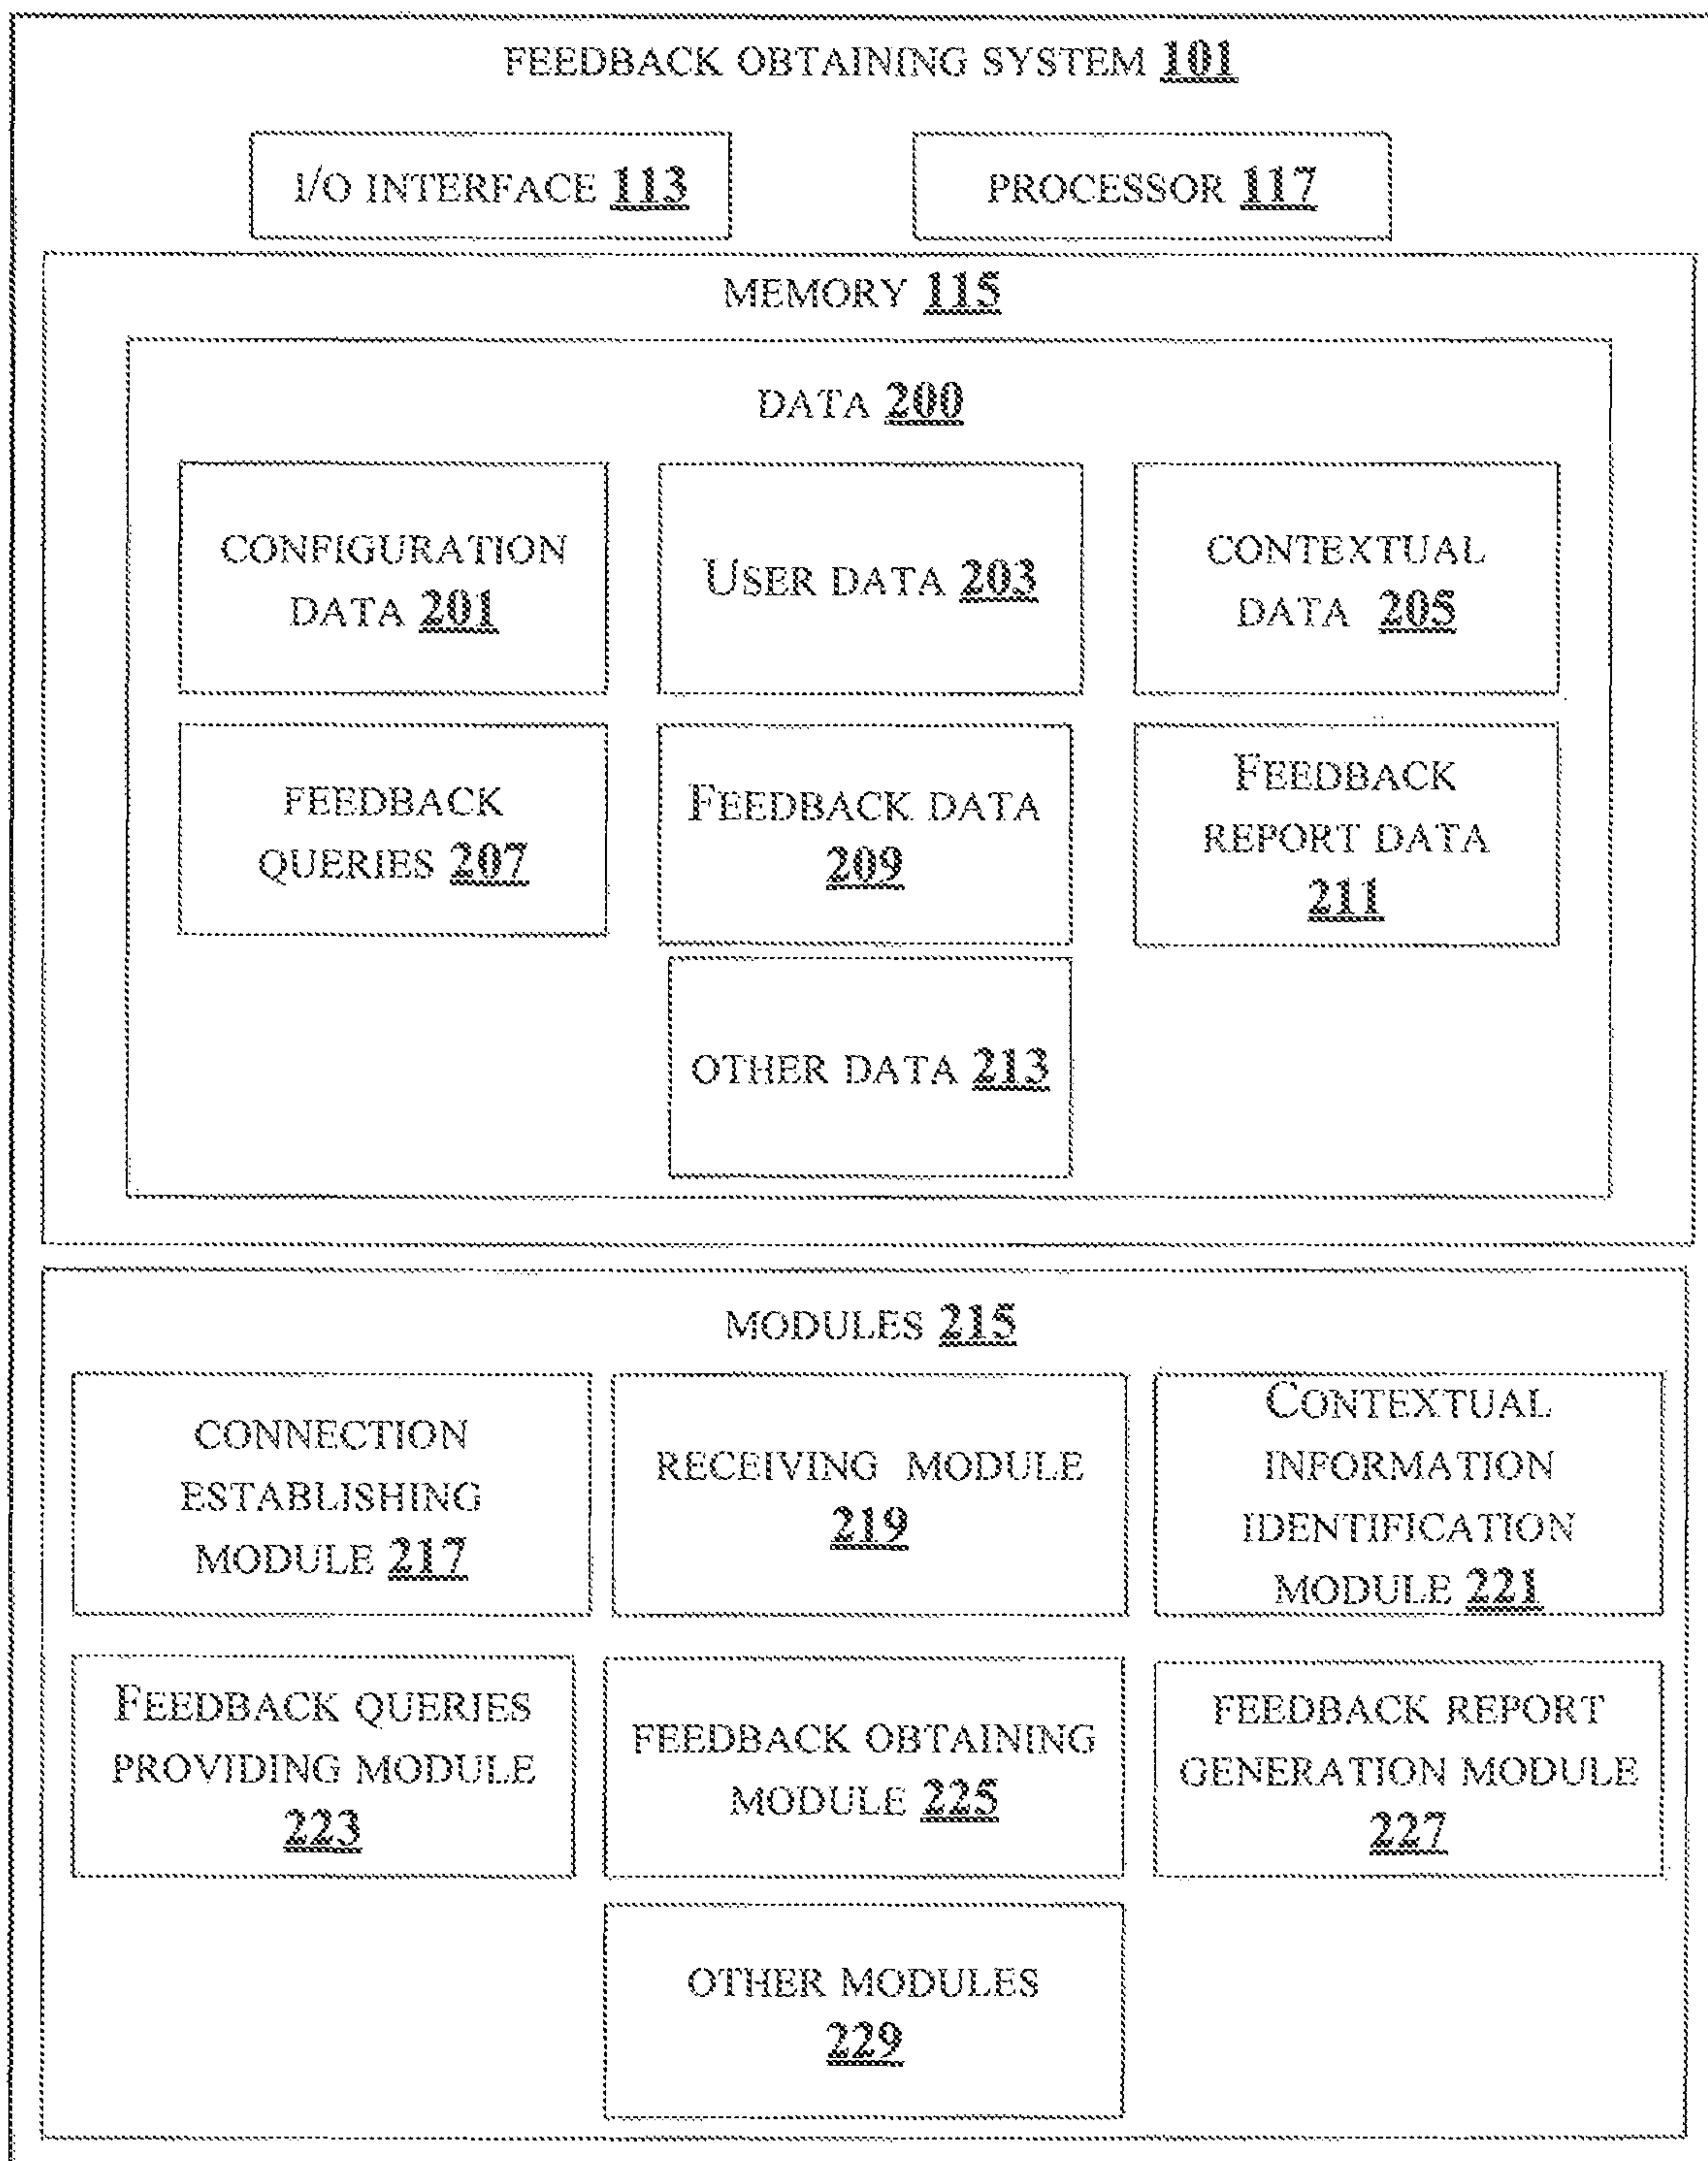 FEEDBACK OBTAINING SYSTEM 101
I/O INTERFACE 113
PROCESSOR 117
MEMORY 115
DATA 200
CONFIGURATION
DATA 201
USER DATA 203
CONTEXTUAL
DATA 205
FEEDBACK
QUERIES 207
FEEDBACK DATA
209
FEEDBACK
REPORT DATA
211
OTHER DATA 213
MODULES 215
CONNECTION
ESTABLISHING
MODULE 217
RECEIVING MODULE
219
CONTEXTUAL
INFORMATION
IDENTIFICATION
MODULE 221
FEEDBACK QUERIES
PROVIDING MODULE
223
FEEDBACK OBTAINING
MODULE 225
FEEDBACK REPORT
GENERATION MODULE
227
OTHER MODULES
229